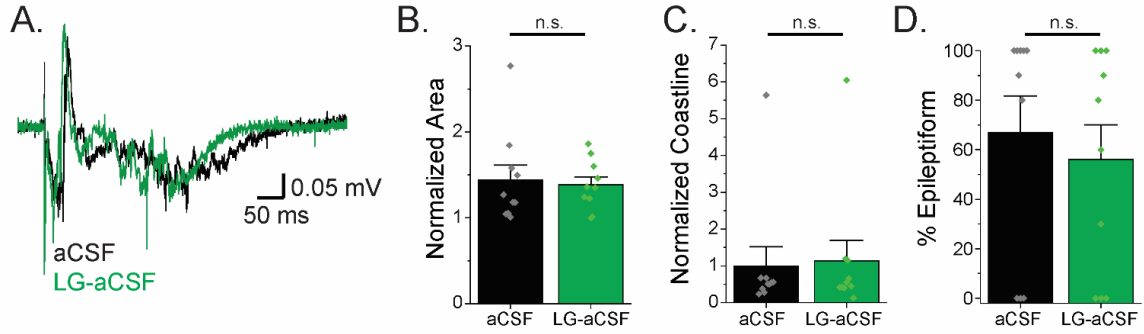 A.
0.05 mV
50 ms
aCSF
LG-aCSF
B.
n.s.
Normalized Area
3
2
1
0
aCSF
LG-aCSF
C.
n.s.
Normalized Coastline
7
6
5
4
3
2
1
0
aCSF
LG-aCSF
D.
n.s.
% Epileptiform
100
80
60
40
20
0
aCSF
LG-aCSF